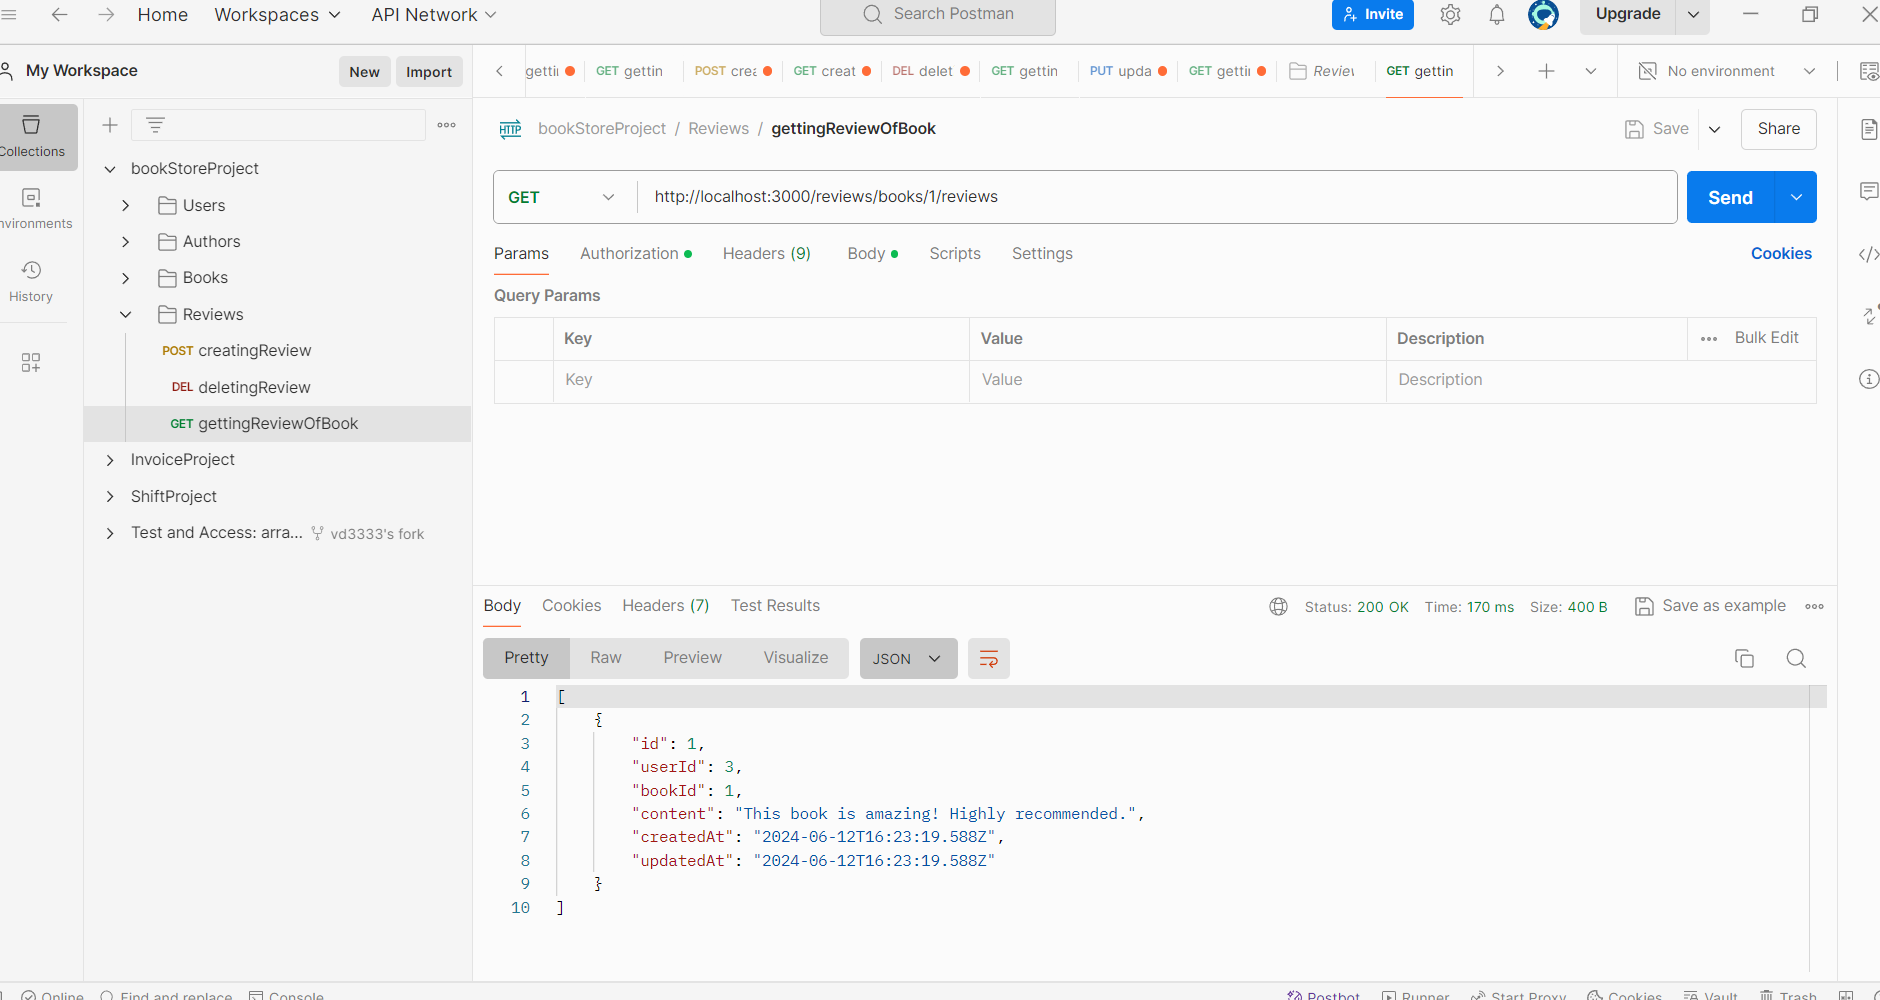 Home Workspaces API Network Search Postman Invite Upgrade
My Workspace New Import
GET gettin POST crea GET creat DEL delet GET gettin PUT upda GET gettin Review GET gettin No environment
Collections
History
bookStoreProject
Users
Authors
Books
Reviews
POST creatingReview
DEL deletingReview
GET gettingReviewOfBook
InvoiceProject
ShiftProject
Test and Access: arra... vd3333's fork
HTTP bookStoreProject / Reviews / gettingReviewOfBook Save Share
GET http://localhost:3000/reviews/books/1/reviews Send
Params Authorization Headers (9) Body Scripts Settings Cookies
Query Params
Key Value Description ••• Bulk Edit
Key Value Description
Body Cookies Headers (7) Test Results Status: 200 OK Time: 170 ms Size: 400 B Save as example
Pretty Raw Preview Visualize JSON
1 [
2 {
3 "id": 1,
4 "userId": 3,
5 "bookId": 1,
6 "content": "This book is amazing! Highly recommended.",
7 "createdAt": "2024-06-12T16:23:19.588Z",
8 "updatedAt": "2024-06-12T16:23:19.588Z"
9 }
10 ]
Online Find and replace Console Postbot Runner Start Proxy Cookies Vault Trash